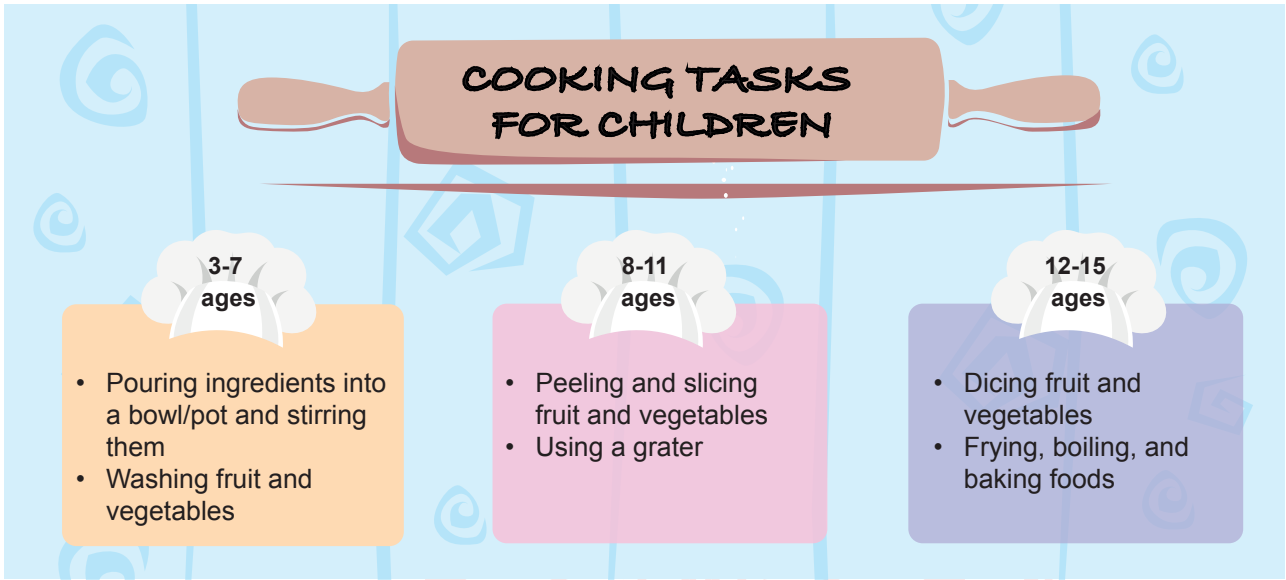 COOKING TASKS
FOR CHILDREN
3-7
ages
• Pouring ingredients into
a bowl/pot and stirring
them
• Washing fruit and
vegetables
8-11
ages
• Peeling and slicing
fruit and vegetables
• Using a grater
12-15
ages
• Dicing fruit and
vegetables
• Frying, boiling, and
baking foods